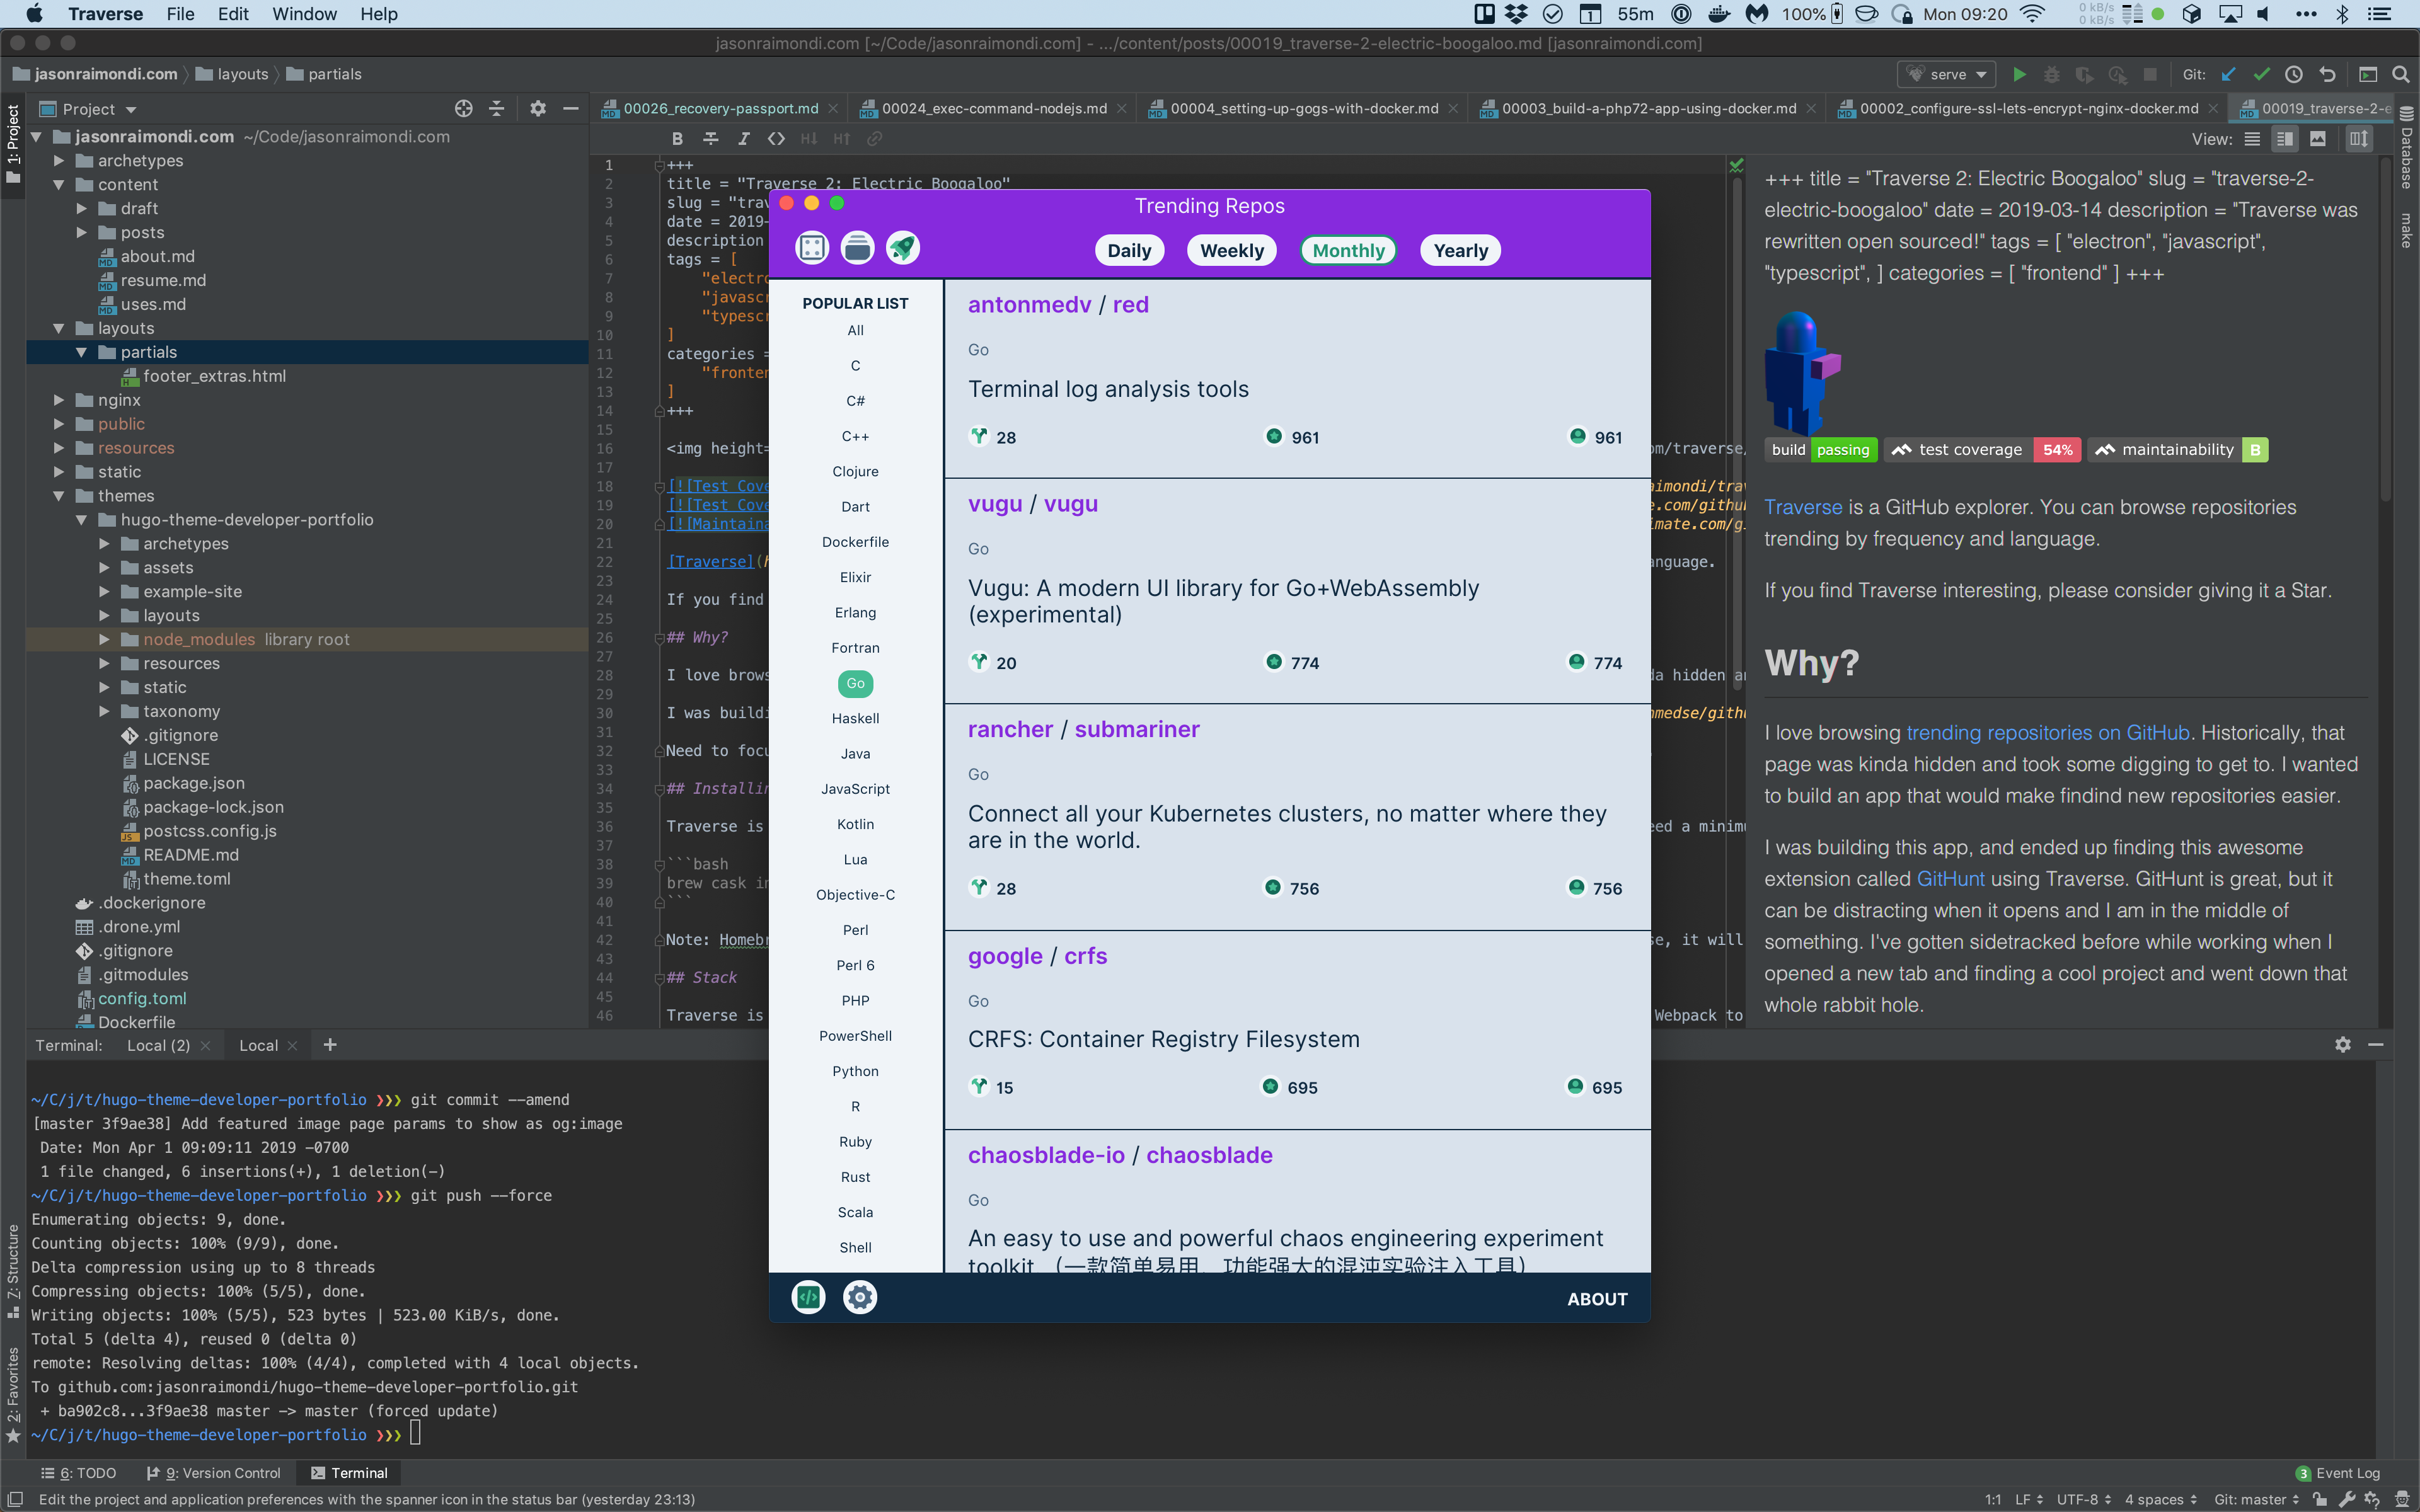 Traverse File Edit Window Help
1 55m 100% Mon 09:20 0 kB/s
0 kB/s
jasonraimondi.com [~/Code/jasonraimondi.com] - .../content/posts/00019_traverse-2-electric-boogaloo.md [jasonraimondi.com]
jasonraimondi.com layouts partials
serve Git:
1: Project
Project
00026_recovery-passport.md 00024_exec-command-nodejs.md 00004_setting-up-gogs-with-docker.md 00003_build-a-php72-app-using-docker.md 00002_configure-ssl-lets-encrypt-nginx-docker.md 00019_traverse-2-e
View:
Database
make
jasonraimondi.com ~/Code/jasonraimondi.com
archetypes
content
draft
posts
about.md
resume.md
uses.md
layouts
partials
footer_extras.html
nginx
public
resources
static
themes
hugo-theme-developer-portfolio
archetypes
assets
example-site
layouts
node_modules library root
resources
static
taxonomy
.gitignore
LICENSE
package.json
package-lock.json
postcss.config.js
README.md
theme.toml
.dockerignore
.drone.yml
.gitignore
.gitmodules
config.toml
Dockerfile
1 +++
2 title = "Traverse 2: Electric Boogaloo"
3 slug = "trav
4 date = 2019-
5 description
6 tags = [
7 "electro
8 "javascr
9 "typescr
10 ]
11 categories =
12 "fronten
13 ]
14 +++
15
16 <img height= om/traverse/
17
18 [![Test Cove aimondi/trav
19 [![Test Cove e.com/github
20 [![Maintaina imate.com/gi
21
22 [Traverse](h anguage.
23
24 If you find
25
26 ## Why?
27
28 I love brows da hidden an
29
30 I was buildi mmedse/githu
31
32 Need to focu
33
34 ## Installin
35
36 Traverse is eed a minimu
37
38 ```bash
39 brew cask in
40 ```
41
42 Note: Homebr se, it will
43
44 ## Stack
45
46 Traverse is Webpack to
Trending Repos
Daily Weekly Monthly Yearly
POPULAR LIST
All
C
C#
C++
Clojure
Dart
Dockerfile
Elixir
Erlang
Fortran
Go
Haskell
Java
JavaScript
Kotlin
Lua
Objective-C
Perl
Perl 6
PHP
PowerShell
Python
R
Ruby
Rust
Scala
Shell
antonmedv / red
Go
Terminal log analysis tools
28 961 961
vugu / vugu
Go
Vugu: A modern UI library for Go+WebAssembly
(experimental)
20 774 774
rancher / submariner
Go
Connect all your Kubernetes clusters, no matter where they
are in the world.
28 756 756
google / crfs
Go
CRFS: Container Registry Filesystem
15 695 695
chaosblade-io / chaosblade
Go
An easy to use and powerful chaos engineering experiment
toolkit. （一款简单易用、功能强大的混沌实验注入工具）
ABOUT
+++ title = "Traverse 2: Electric Boogaloo" slug = "traverse-2-
electric-boogaloo" date = 2019-03-14 description = "Traverse was
rewritten open sourced!" tags = [ "electron", "javascript",
"typescript", ] categories = [ "frontend" ] +++
build passing test coverage 54% maintainability B
Traverse is a GitHub explorer. You can browse repositories
trending by frequency and language.
If you find Traverse interesting, please consider giving it a Star.
Why?
I love browsing trending repositories on GitHub. Historically, that
page was kinda hidden and took some digging to get to. I wanted
to build an app that would make findind new repositories easier.
I was building this app, and ended up finding this awesome
extension called GitHunt using Traverse. GitHunt is great, but it
can be distracting when it opens and I am in the middle of
something. I've gotten sidetracked before while working when I
opened a new tab and finding a cool project and went down that
whole rabbit hole.
Terminal: Local (2) Local
~/C/j/t/hugo-theme-developer-portfolio ❯❯❯ git commit --amend
[master 3f9ae38] Add featured image page params to show as og:image
Date: Mon Apr 1 09:09:11 2019 -0700
1 file changed, 6 insertions(+), 1 deletion(-)
~/C/j/t/hugo-theme-developer-portfolio ❯❯❯ git push --force
Enumerating objects: 9, done.
Counting objects: 100% (9/9), done.
Delta compression using up to 8 threads
Compressing objects: 100% (5/5), done.
Writing objects: 100% (5/5), 523 bytes | 523.00 KiB/s, done.
Total 5 (delta 4), reused 0 (delta 0)
remote: Resolving deltas: 100% (4/4), completed with 4 local objects.
To github.com:jasonraimondi/hugo-theme-developer-portfolio.git
+ ba902c8...3f9ae38 master -> master (forced update)
~/C/j/t/hugo-theme-developer-portfolio ❯❯❯
7: Structure
2: Favorites
6: TODO 9: Version Control Terminal 3 Event Log
Edit the project and application preferences with the spanner icon in the status bar (yesterday 23:13) 1:1 LF UTF-8 4 spaces Git: master